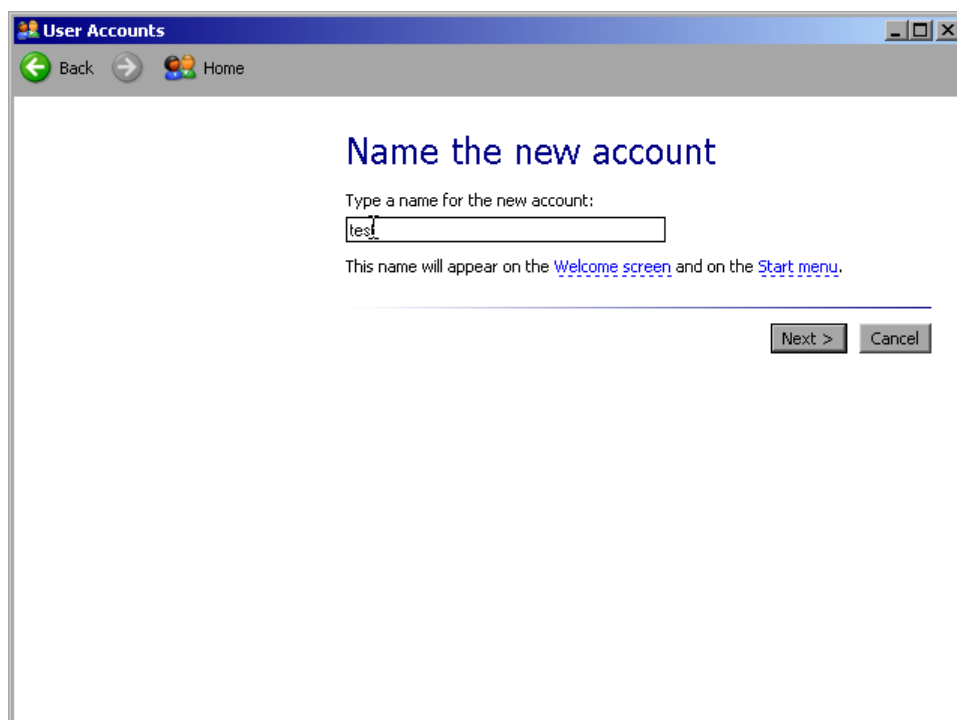 User Accounts
Back Home
Name the new account
Type a name for the new account:
This name will appear on the Welcome screen and on the Start menu.
Next > Cancel